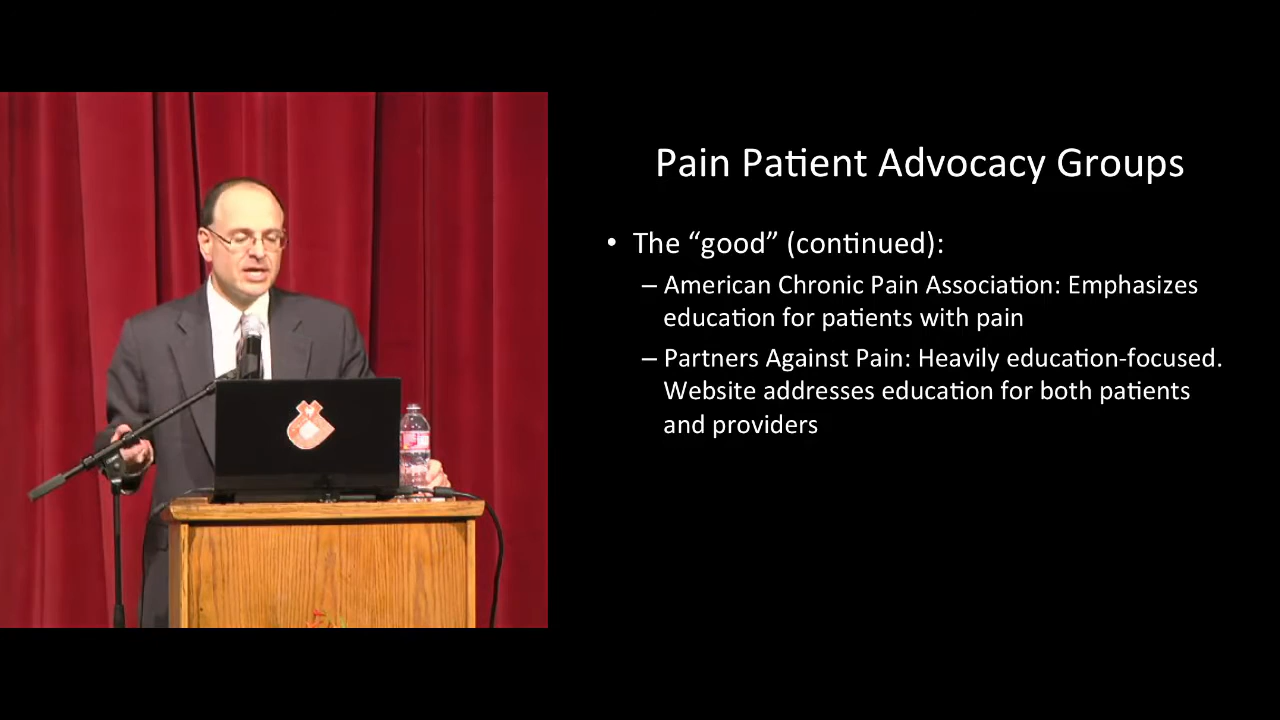 Pain Patient Advocacy Groups
• The “good” (continued):
– American Chronic Pain Association: Emphasizes
education for patients with pain
– Partners Against Pain: Heavily education-focused.
Website addresses education for both patients
and providers